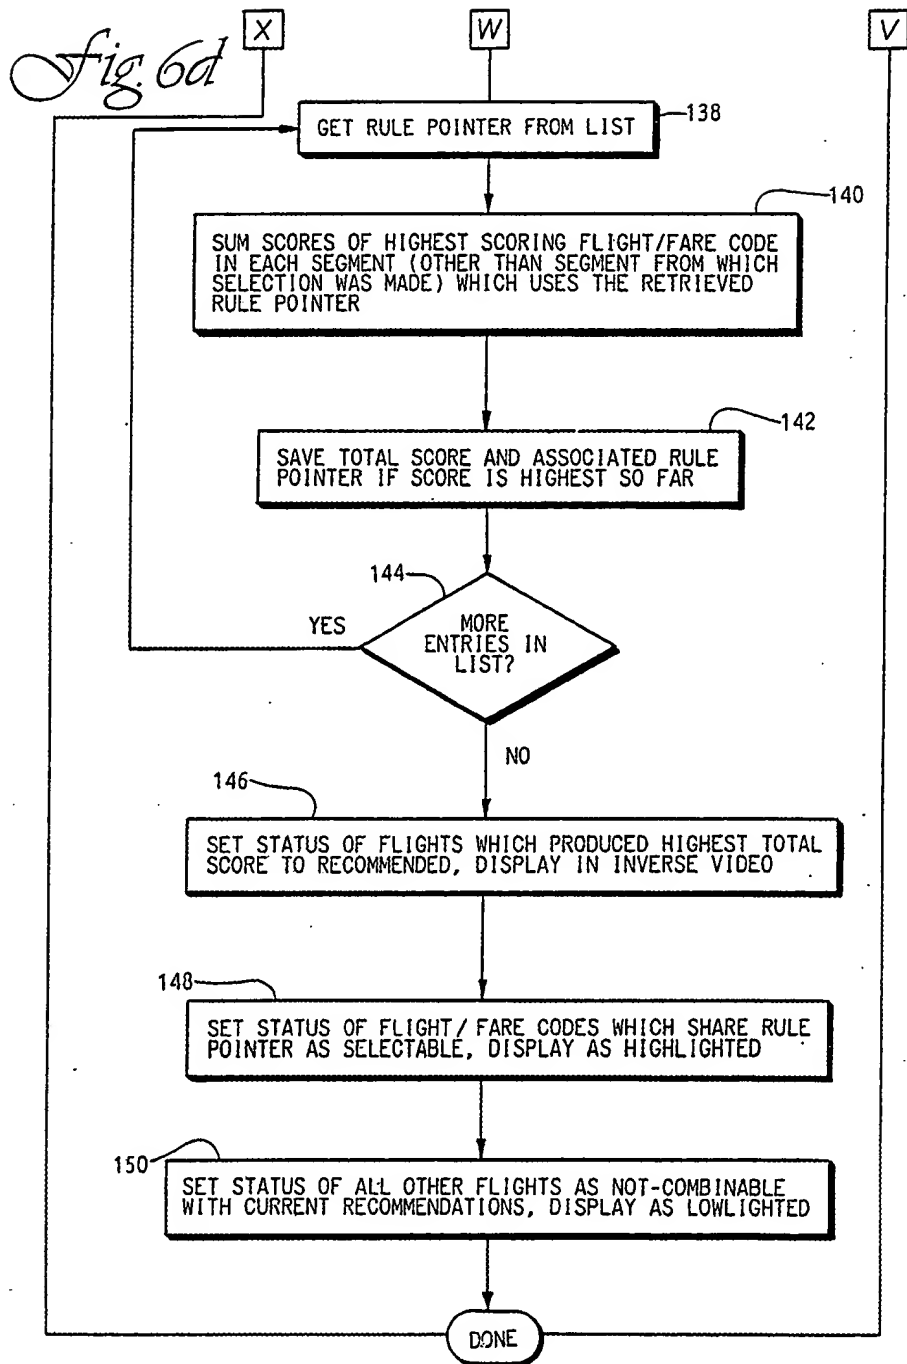 Fig. 6d
X
W
V
GET RULE POINTER FROM LIST
138
140
SUM SCORES OF HIGHEST SCORING FLIGHT/FARE CODE
IN EACH SEGMENT (OTHER THAN SEGMENT FROM WHICH
SELECTION WAS MADE) WHICH USES THE RETRIEVED
RULE POINTER
142
SAVE TOTAL SCORE AND ASSOCIATED RULE
POINTER IF SCORE IS HIGHEST SO FAR
144
YES
MORE
ENTRIES IN
LIST?
NO
146
SET STATUS OF FLIGHTS WHICH PRODUCED HIGHEST TOTAL
SCORE TO RECOMMENDED, DISPLAY IN INVERSE VIDEO
148
SET STATUS OF FLIGHT/ FARE CODES WHICH SHARE RULE
POINTER AS SELECTABLE, DISPLAY AS HIGHLIGHTED
150
SET STATUS OF ALL OTHER FLIGHTS AS NOT-COMBINABLE
WITH CURRENT RECOMMENDATIONS, DISPLAY AS LOWLIGHTED
DONE